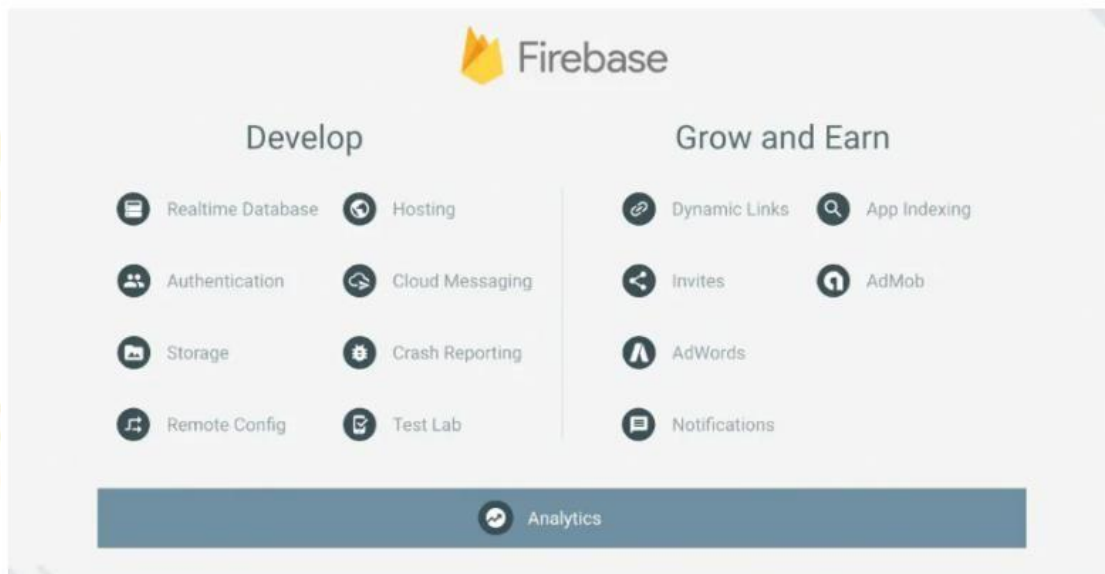 Firebase
Develop
Realtime Database
Hosting
Authentication
Cloud Messaging
Storage
Crash Reporting
Remote Config
Test Lab
Grow and Earn
Dynamic Links
App Indexing
Invites
AdMob
AdWords
Notifications
Analytics